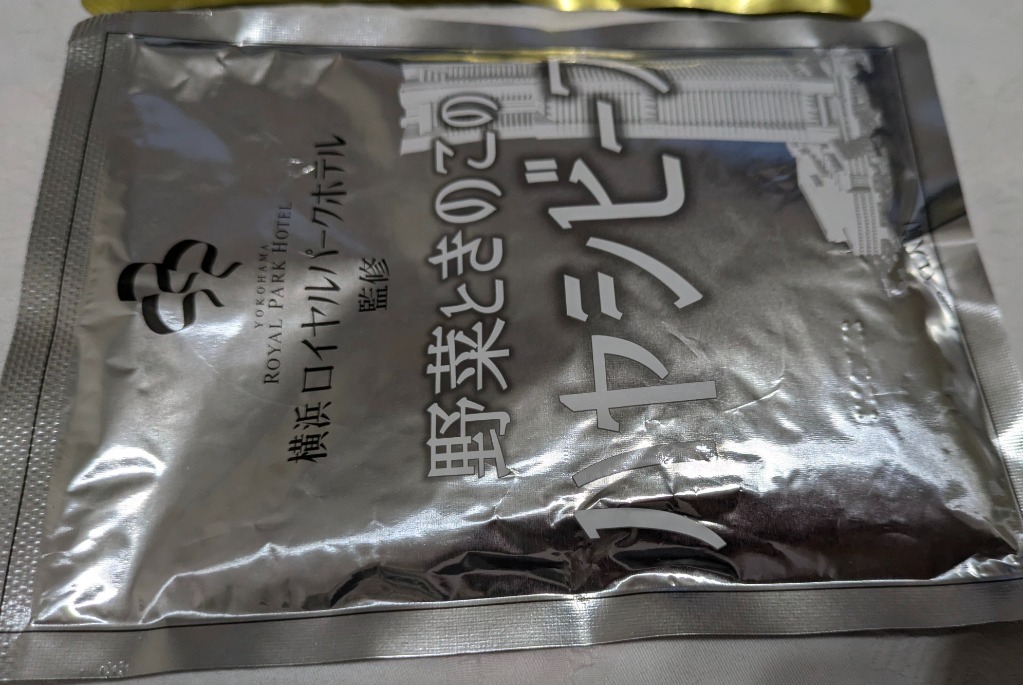 YOKOHAMA
ROYAL PARK HOTEL
横浜ロイヤルパークホテル
監修
野菜ときのこの
ハヤシビーフ